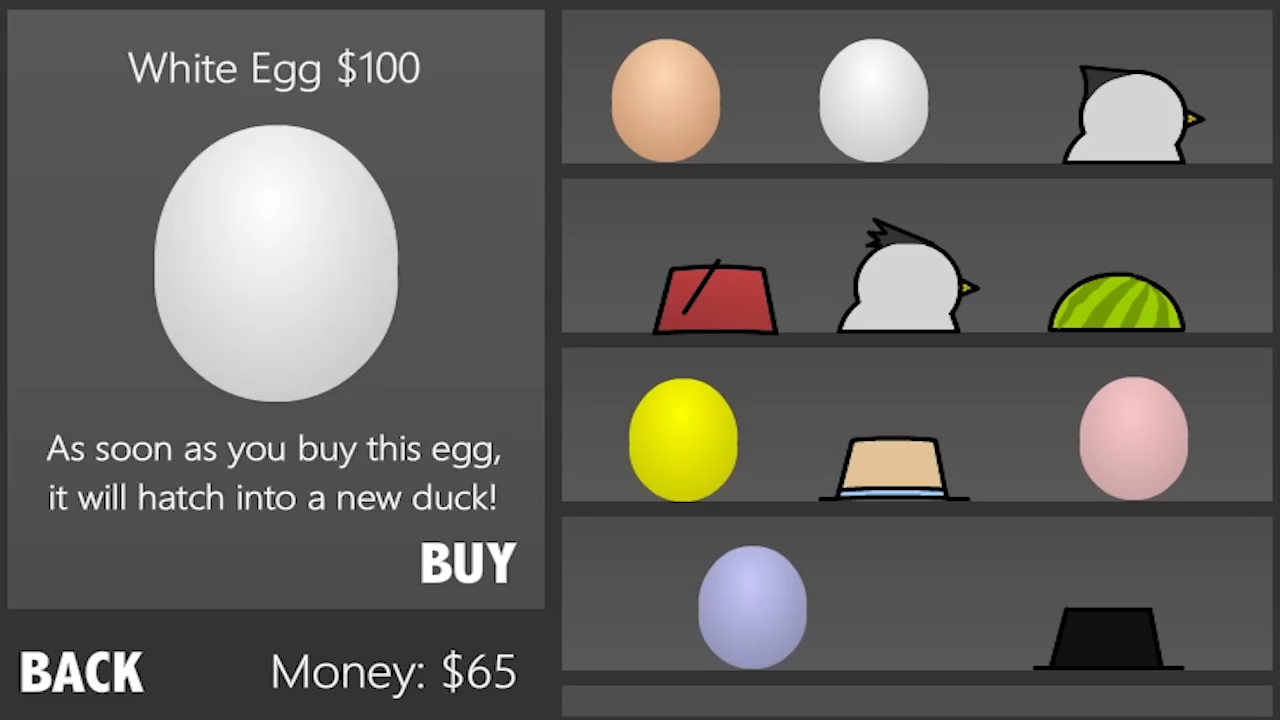 White Egg $100
As soon as you buy this egg,
it will hatch into a new duck!
BUY
BACK
Money: $65